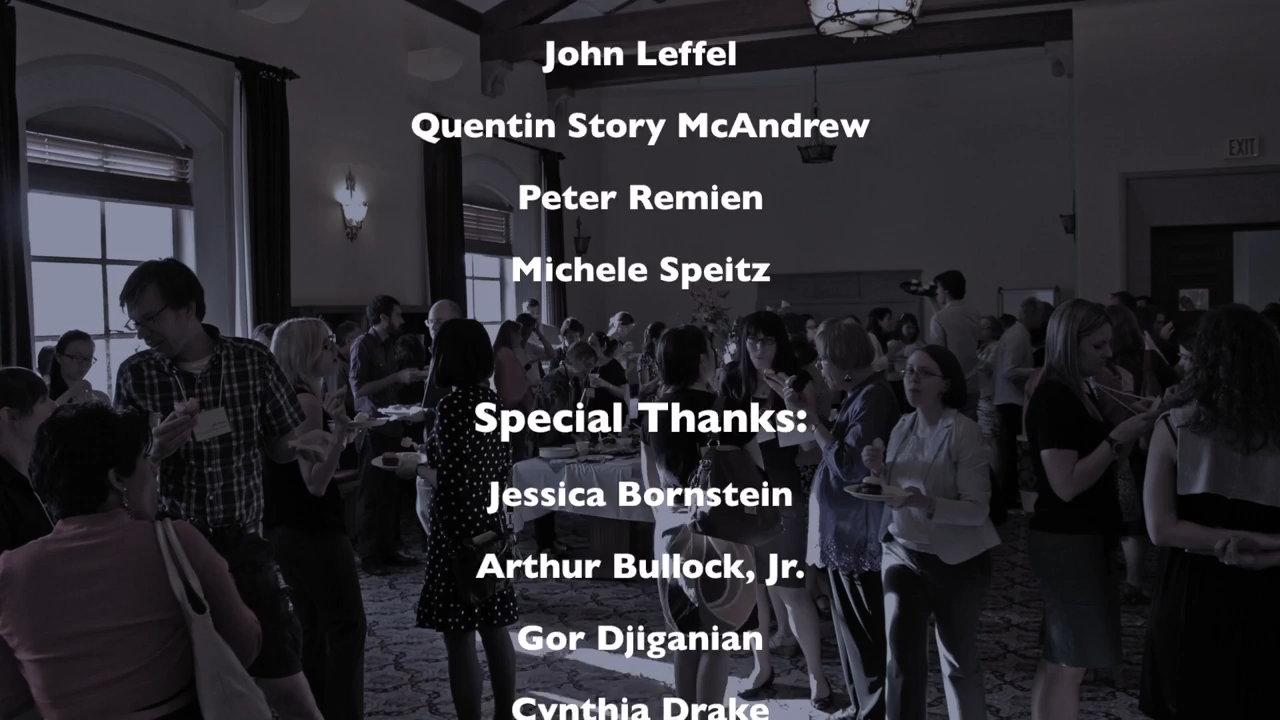 John Leffel
EXIT
Quentin Story McAndrew
Peter Remien
Michele Speitz
Special Thanks:
Jessica Bornstein
Arthur Bullock, Jr.
Gor Djiganian
Cynthia Drake